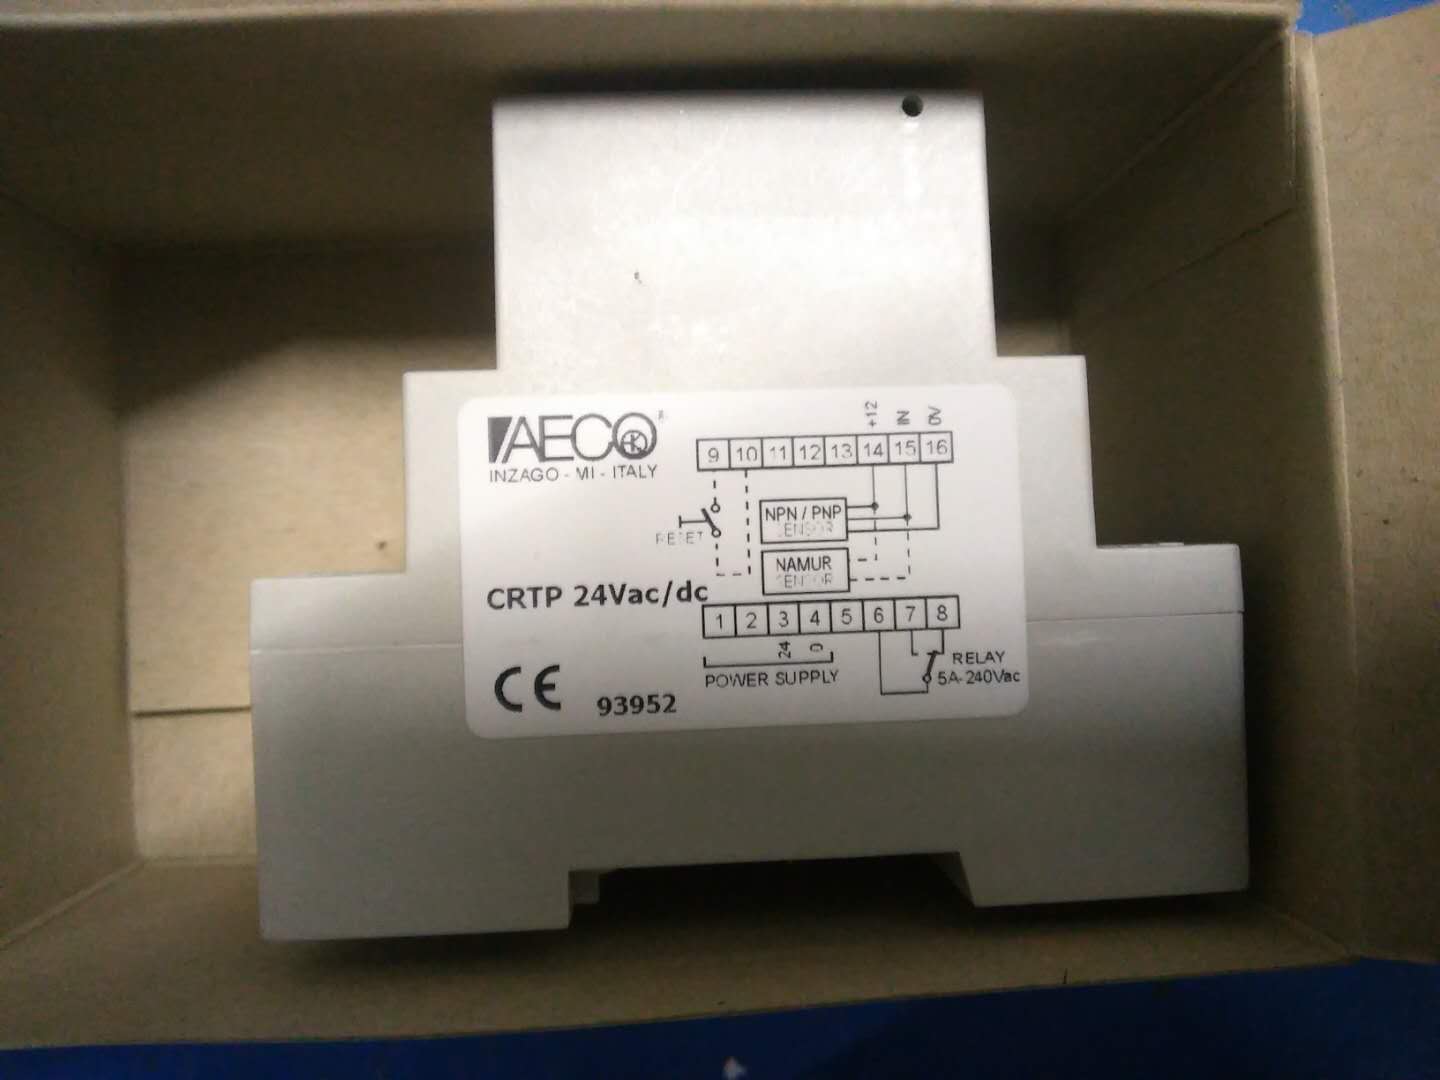 AECO
INZAGO - MI - ITALY
+12 IN 0V
9 10 11 12 13 14 15 16
NPN / PNP
SENSOR
RESET
NAMUR
SENSOR
CRTP 24Vac/dc
1 2 3 4 5 6 7 8
24 0
POWER SUPPLY
RELAY
5A-240Vac
CE 93952